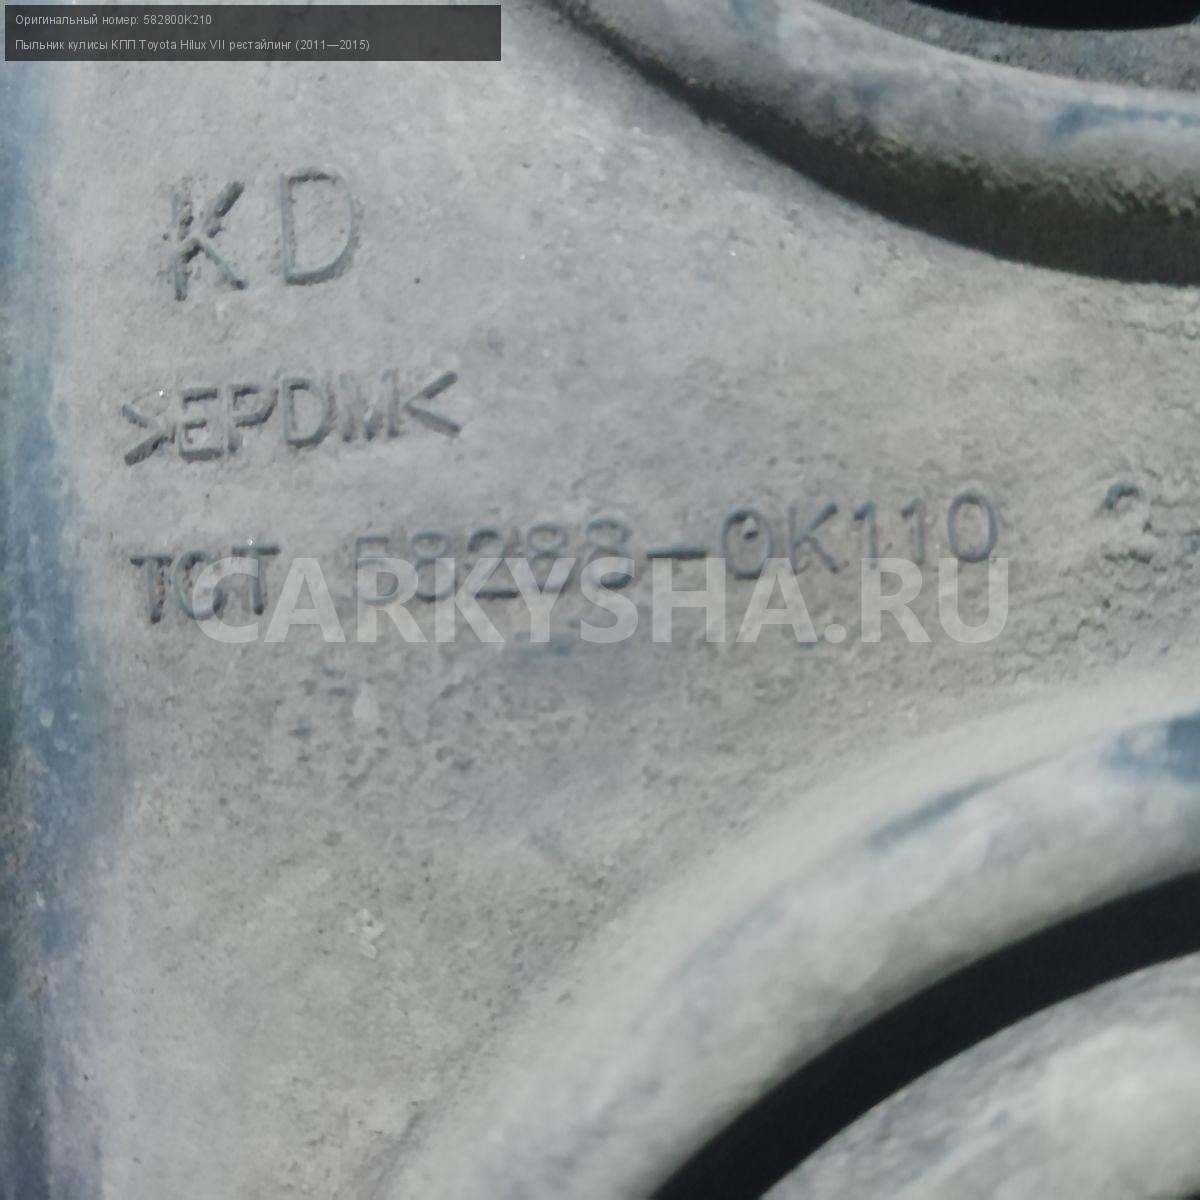 Оригинальный номер: 582800K210
Пыльник кулисы КПП Toyota Hilux VII рестайлинг (2011—2015)
KD
>EPDM<
TGT 58288-0K110
CARKYSHA.RU